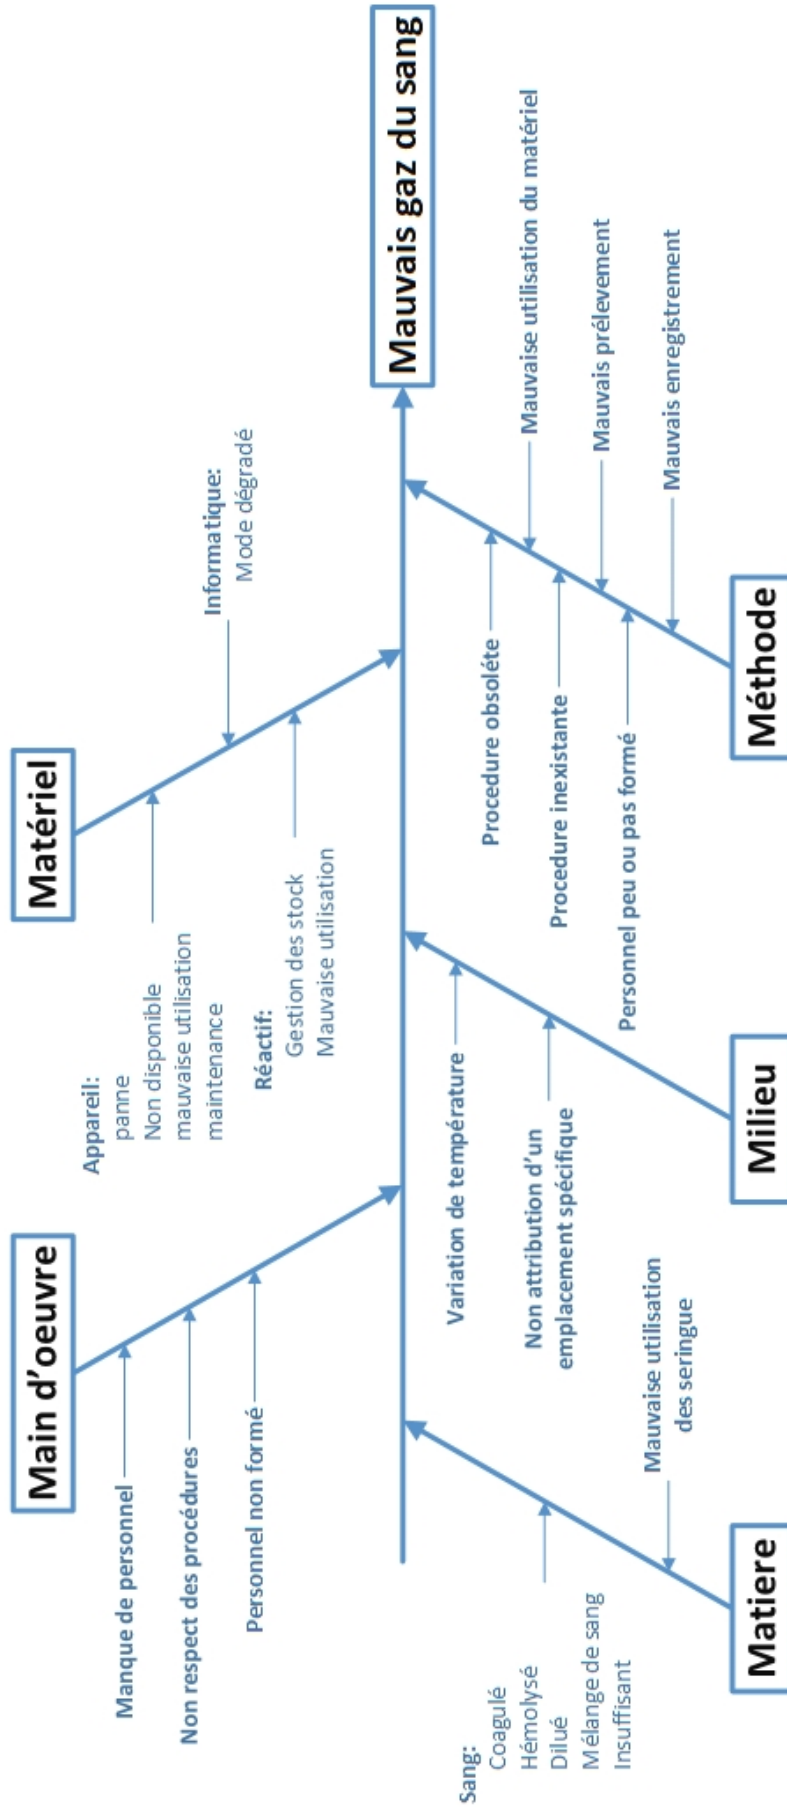 Main d'oeuvre
Manque de personnel
Non respect des procédures
Personnel non formé
Matériel
Appareil:
panne
Non disponible
mauvaise utilisation
maintenance
Informatique:
Mode dégradé
Réactif:
Gestion des stock
Mauvaise utilisation
Mauvais gaz du sang
Sang:
Coagulé
Hémolysé
Dilué
Mélange de sang
Insuffisant
Mauvaise utilisation
des seringue
Matiere
Variation de température
Non attribution d'un
emplacement spécifique
Milieu
Procedure obsoléte
Mauvaise utilisation du matériel
Procedure inexistante
Mauvais prélevement
Personnel peu ou pas formé
Mauvais enregistrement
Méthode